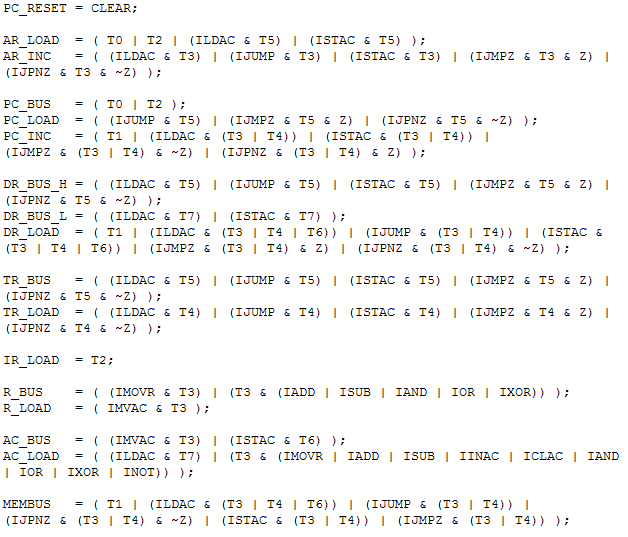 PC_RESET = CLEAR;
AR_LOAD  = ( T0 | T2 | (ILDAC & T5) | (ISTAC & T5) );
AR_INC   = ( (ILDAC & T3) | (IJUMP & T3) | (ISTAC & T3) | (IJMPZ & T3 & Z) |
(IJPNZ & T3 & ~Z) );
PC_BUS   = ( T0 | T2 );
PC_LOAD  = ( (IJUMP & T5) | (IJMPZ & T5 & Z) | (IJPNZ & T5 & ~Z) );
PC_INC   = ( T1 | (ILDAC & (T3 | T4)) | (ISTAC & (T3 | T4)) |
(IJMPZ & (T3 | T4) & ~Z) | (IJPNZ & (T3 | T4) & Z) );
DR_BUS_H = ( (ILDAC & T5) | (IJUMP & T5) | (ISTAC & T5) | (IJMPZ & T5 & Z) |
(IJPNZ & T5 & ~Z) );
DR_BUS_L = ( (ILDAC & T7) | (ISTAC & T7) );
DR_LOAD  = ( T1 | (ILDAC & (T3 | T4 | T6)) | (IJUMP & (T3 | T4)) | (ISTAC &
(T3 | T4 | T6)) | (IJMPZ & (T3 | T4) & Z) | (IJPNZ & (T3 | T4) & ~Z) );
TR_BUS   = ( (ILDAC & T5) | (IJUMP & T5) | (ISTAC & T5) | (IJMPZ & T5 & Z) |
(IJPNZ & T5 & ~Z) );
TR_LOAD  = ( (ILDAC & T4) | (IJUMP & T4) | (ISTAC & T4) | (IJMPZ & T4 & Z) |
(IJPNZ & T4 & ~Z) );
IR_LOAD  = T2;
R_BUS    = ( (IMOVR & T3) | (T3 & (IADD | ISUB | IAND | IOR | IXOR)) );
R_LOAD   = ( IMVAC & T3 );
AC_BUS   = ( (IMVAC & T3) | (ISTAC & T6) );
AC_LOAD  = ( (ILDAC & T7) | (T3 & (IMOVR | IADD | ISUB | IINAC | ICLAC | IAND
| IOR | IXOR | INOT)) );
MEMBUS   = ( T1 | (ILDAC & (T3 | T4 | T6)) | (IJUMP & (T3 | T4)) |
(IJPNZ & (T3 | T4) & ~Z) | (ISTAC & (T3 | T4)) | (IJMPZ & (T3 | T4)) );